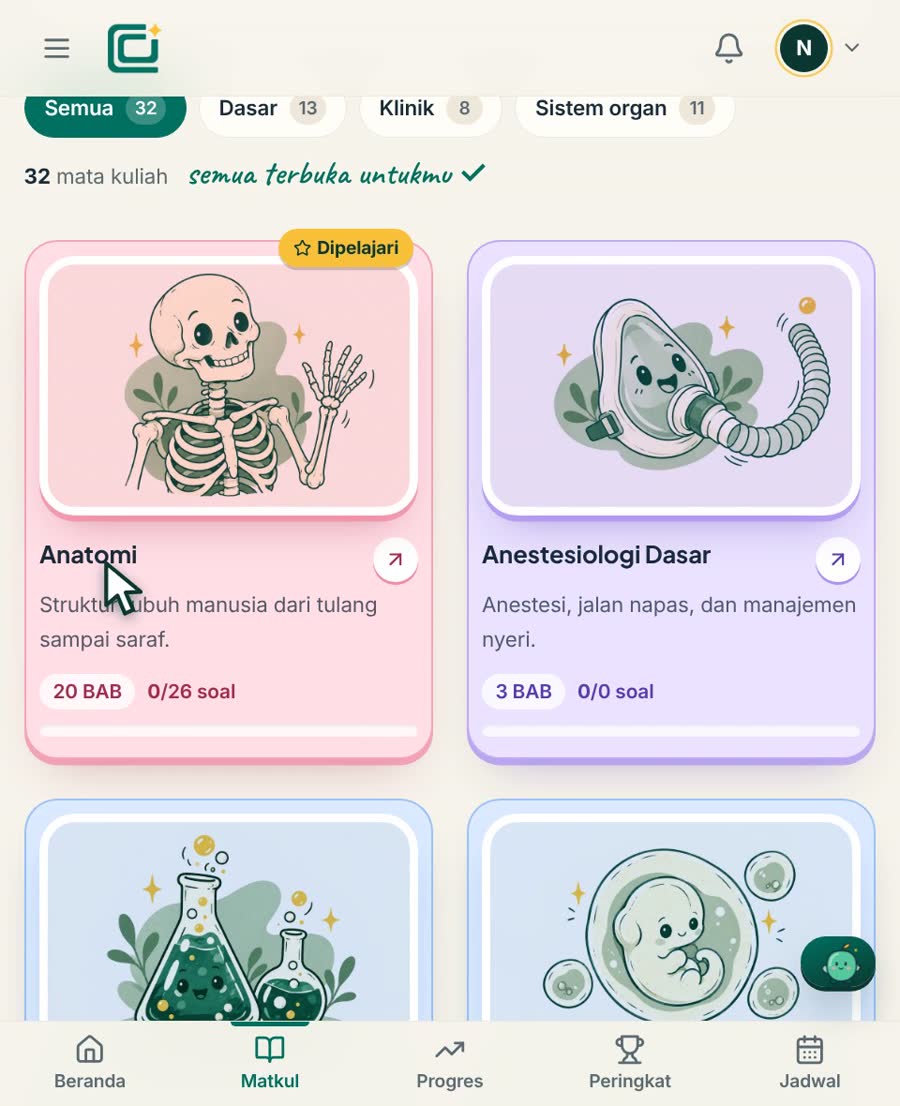 N
Semua 32 Dasar 13 Klinik 8 Sistem organ 11
32 mata kuliah semua terbuka untukmu
Dipelajari
Anatomi
Struktur tubuh manusia dari tulang
sampai saraf.
20 BAB 0/26 soal
Anestesiologi Dasar
Anestesi, jalan napas, dan manajemen
nyeri.
3 BAB 0/0 soal
Beranda Matkul Progres Peringkat Jadwal